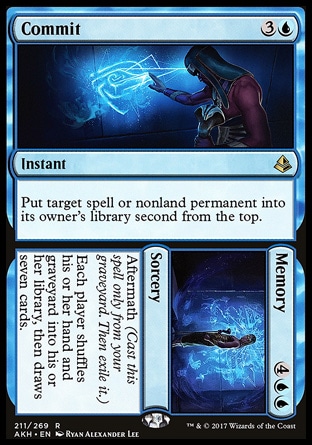 Commit 3
Instant
Put target spell or nonland permanent into
its owner's library second from the top.
Memory 4
Sorcery
Aftermath (Cast this
spell only from your
graveyard. Then exile it.)
Each player shuffles
his or her hand and
graveyard into his or
her library, then draws
seven cards.
211/269 R
AKH • EN Ryan Alexander Lee
™ & © 2017 Wizards of the Coast